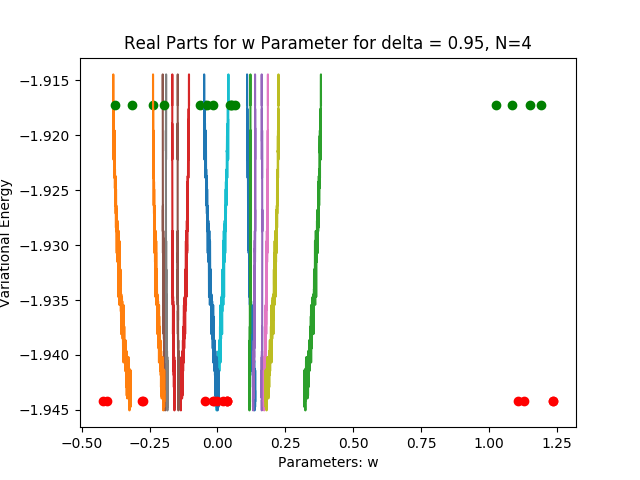 Real Parts for w Parameter for delta = 0.95, N=4
−1.915
−1.920
−1.925
−1.930
−1.935
−1.940
−1.945
Variational Energy
−0.50 −0.25 0.00 0.25 0.50 0.75 1.00 1.25
Parameters: w